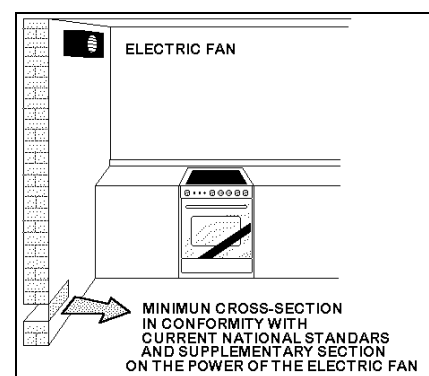 ELECTRIC FAN
MINIMUN CROSS-SECTION
IN CONFORMITY WITH
CURRENT NATIONAL STANDARS
AND SUPPLEMENTARY SECTION
ON THE POWER OF THE ELECTRIC FAN